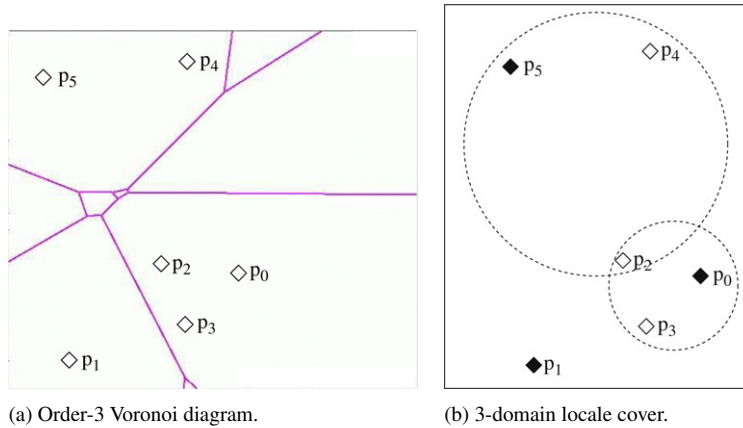 p4
p5
p2
p0
p3
p1
(a) Order-3 Voronoi diagram.
p4
p5
p2
p0
p3
p1
(b) 3-domain locale cover.